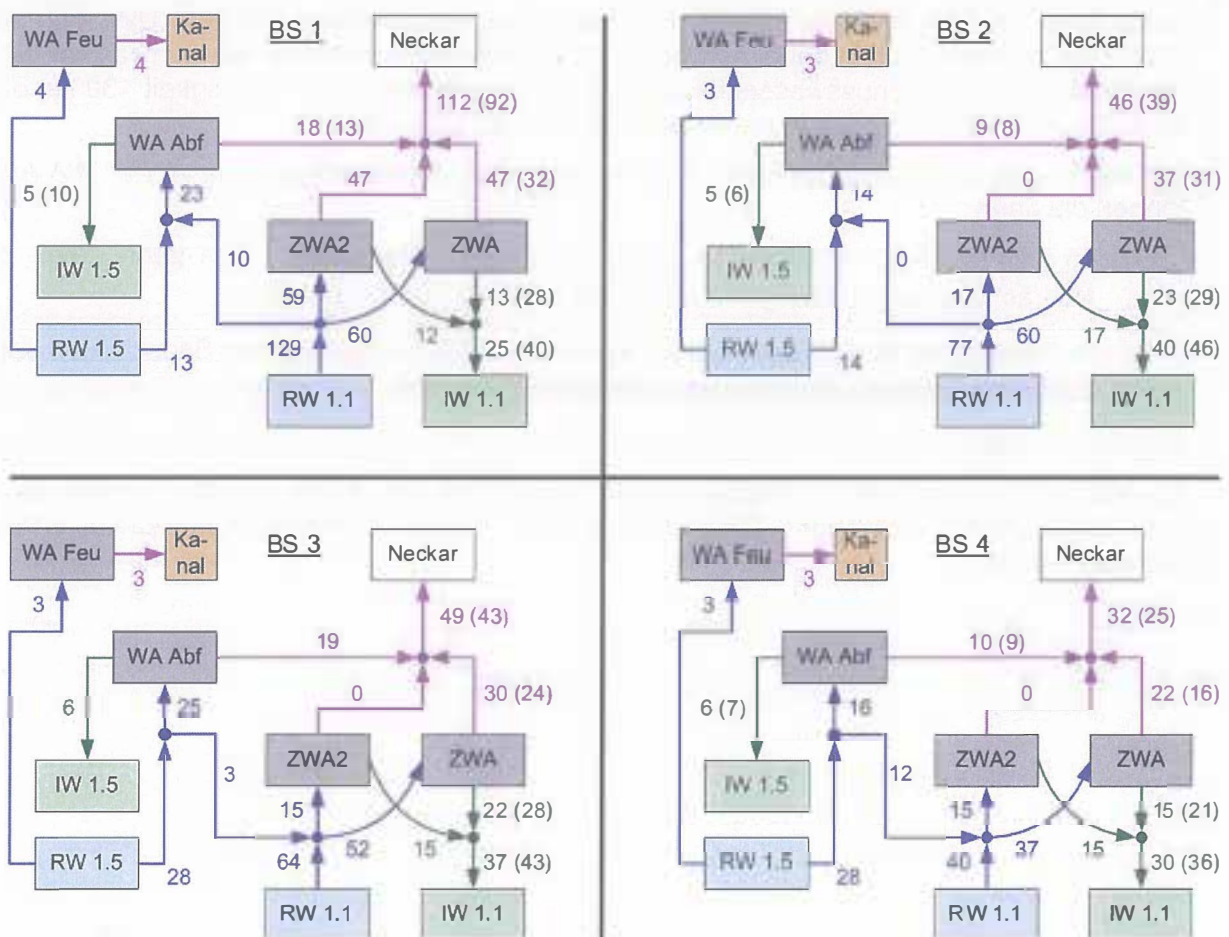 BS 1
WA Feu
Ka-
nal
Neckar
4
4
112 (92)
18 (13)
WA Abf
5 (10)
23
47
47 (32)
IW 1.5
10
ZWA2
ZWA
59
13 (28)
RW 1.5
13
129
60
12
25 (40)
RW 1.1
IW 1.1
BS 2
WA Feu
Ka-
nal
Neckar
3
3
46 (39)
9 (8)
WA Abf
5 (6)
14
0
37 (31)
IW 1.5
0
ZWA2
ZWA
17
23 (29)
RW 1.5
14
77
60
17
40 (46)
RW 1.1
IW 1.1
BS 3
WA Feu
Ka-
nal
Neckar
3
3
49 (43)
19
WA Abf
6
25
0
30 (24)
IW 1.5
3
ZWA2
ZWA
15
22 (28)
RW 1.5
28
64
52
15
37 (43)
RW 1.1
IW 1.1
BS 4
WA Feu
Ka-
nal
Neckar
3
3
32 (25)
10 (9)
WA Abf
6 (7)
16
0
22 (16)
IW 1.5
12
ZWA2
ZWA
15
15 (21)
RW 1.5
28
40
37
15
30 (36)
RW 1.1
IW 1.1